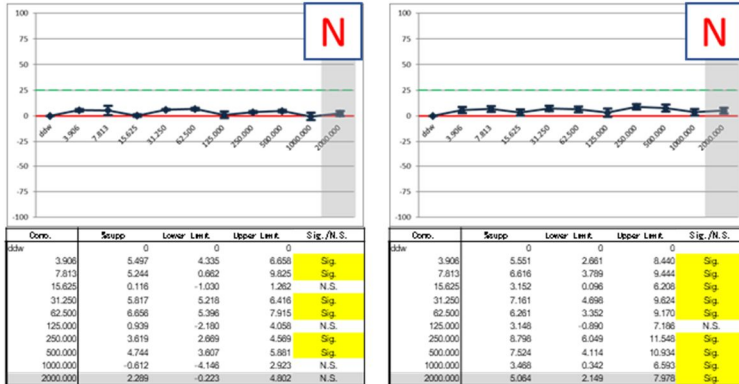 N
100
75
50
25
0
-25
-50
-75
-100
ddw 3.906 7.813 15.625 31.250 62.500 125.000 250.000 500.000 1000.000 2000.000
Conc. %supp Lower Limit Upper Limit Sig./N.S.
ddw 0 0 0
3.906 5.497 4.335 6.658 Sig.
7.813 5.244 0.662 9.825 Sig.
15.625 0.116 -1.030 1.262 N.S.
31.250 5.817 5.218 6.416 Sig.
62.500 6.656 5.396 7.915 Sig.
125.000 0.939 -2.180 4.058 N.S.
250.000 3.619 2.669 4.569 Sig.
500.000 4.744 3.607 5.881 Sig.
1000.000 -0.612 -4.146 2.923 N.S.
2000.000 2.289 -0.223 4.802 N.S.
N
100
75
50
25
0
-25
-50
-75
-100
ddw 3.906 7.813 15.625 31.250 62.500 125.000 250.000 500.000 1000.000 2000.000
Conc. %supp Lower Limit Upper Limit Sig./N.S.
ddw 0 0 0
3.906 5.551 2.661 8.440 Sig.
7.813 6.616 3.789 9.444 Sig.
15.625 3.152 0.096 6.208 Sig.
31.250 7.161 4.698 9.624 Sig.
62.500 6.261 3.352 9.170 Sig.
125.000 3.148 -0.890 7.186 N.S.
250.000 8.798 6.049 11.548 Sig.
500.000 7.524 4.114 10.934 Sig.
1000.000 3.468 0.342 6.593 Sig.
2000.000 5.064 2.149 7.978 Sig.